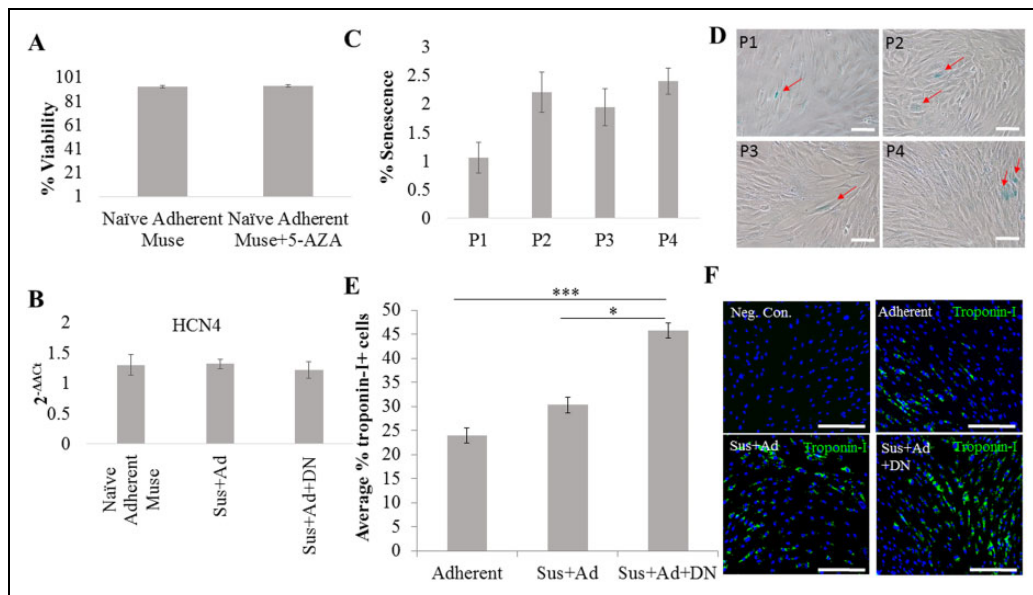 A
% Viability
101
81
61
41
21
1
Naïve Adherent
Muse
Naïve Adherent
Muse+5-AZA
B
HCN4
2-ΔΔCt
2
1.5
1
0.5
0
Naïve
Adherent
Muse
Sus+Ad
Sus+Ad+DN
C
% Senescence
3
2.5
2
1.5
1
0.5
0
P1
P2
P3
P4
D
P1
P2
P3
P4
E
Average % troponin-I+ cells
50
45
40
35
30
25
20
15
10
5
0
***
*
Adherent
Sus+Ad
Sus+Ad+DN
F
Neg. Con.
Adherent Troponin-I
Sus+Ad Troponin-I
Sus+Ad Troponin-I
+DN